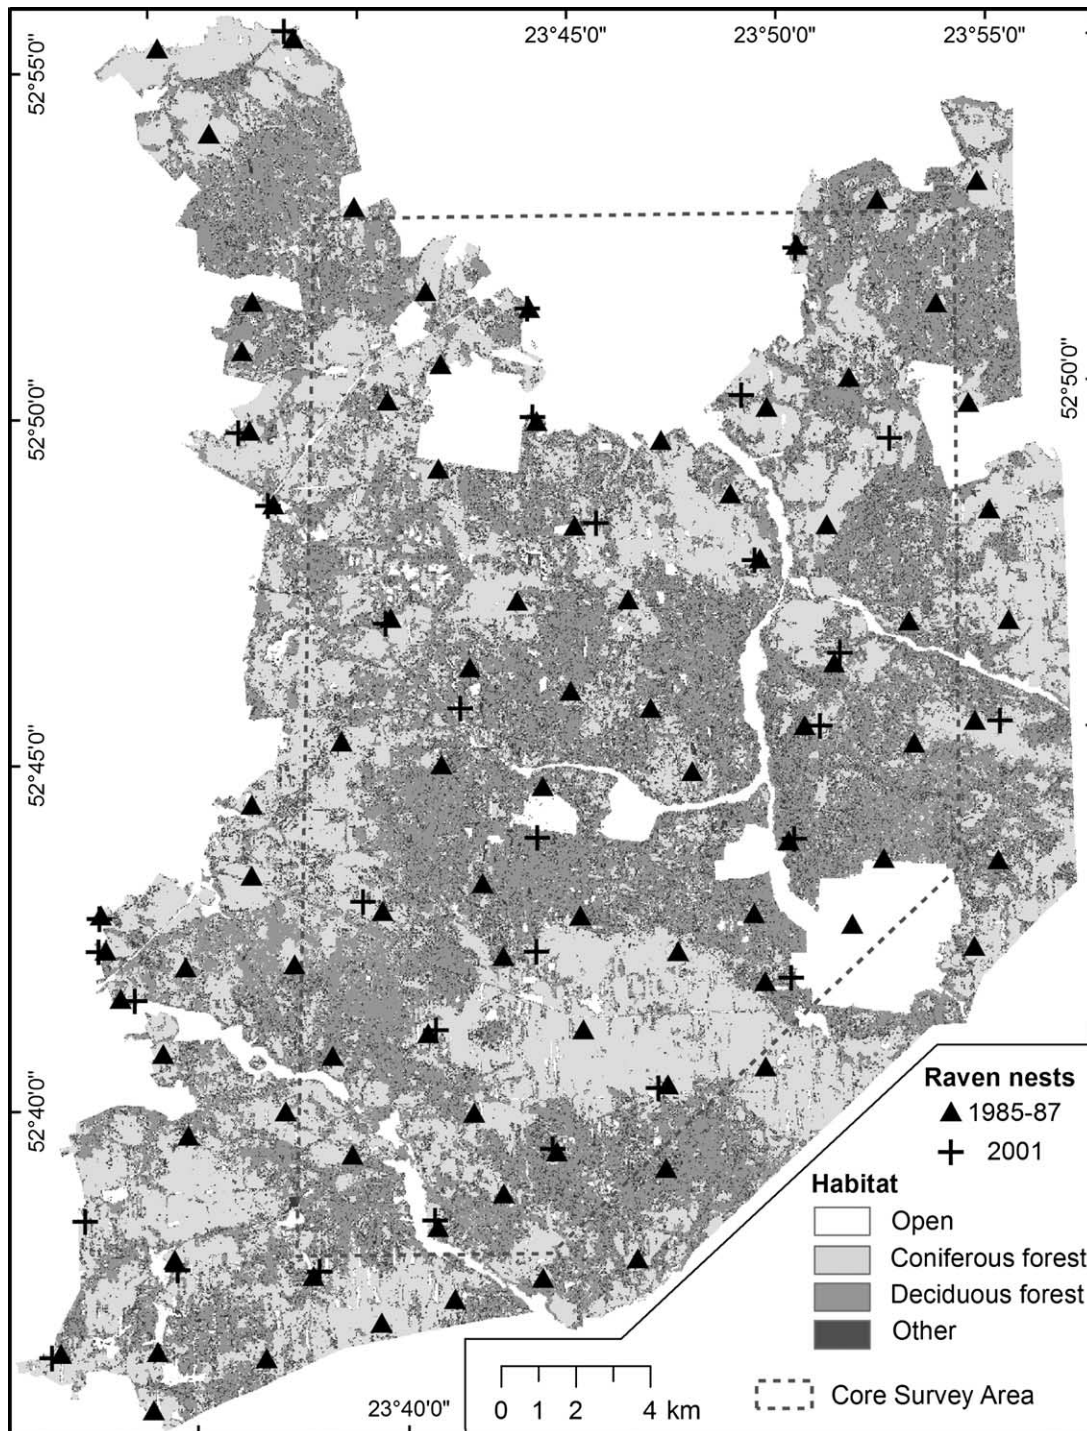 23°45'0"
23°50'0"
23°55'0"
52°55'0"
52°50'0"
52°50'0"
52°45'0"
52°40'0"
23°40'0"
Raven nests
1985-87
2001
Habitat
Open
Coniferous forest
Deciduous forest
Other
Core Survey Area
0 1 2 4 km